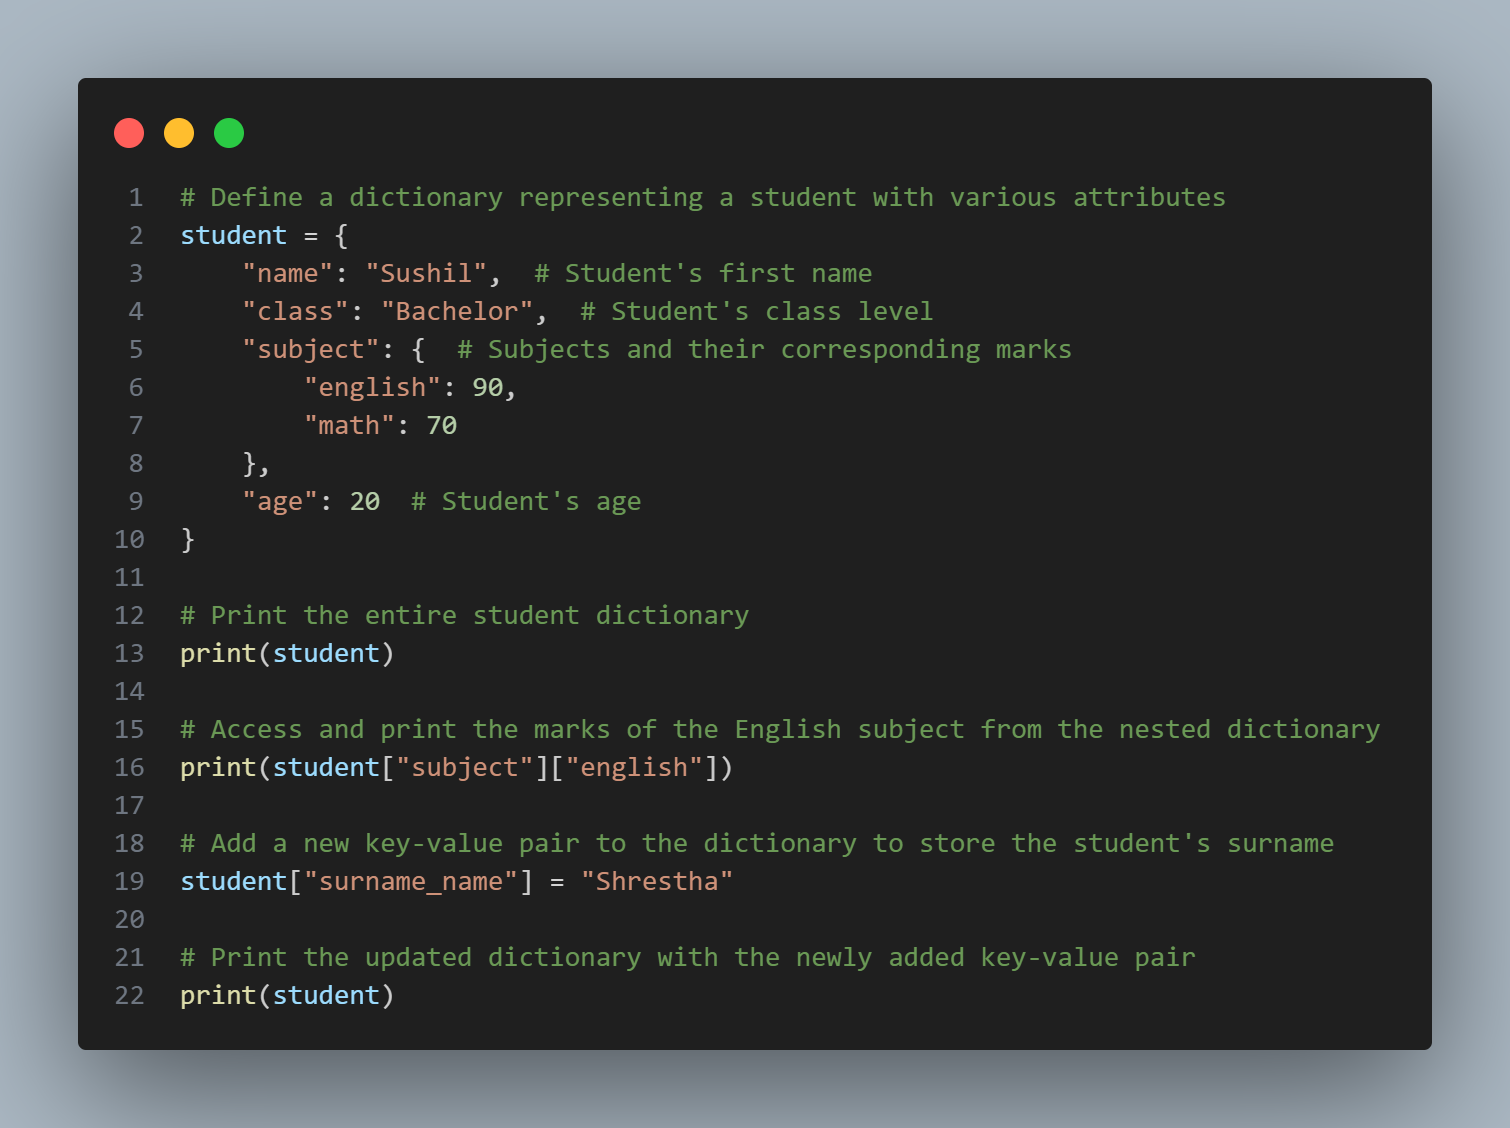 1 # Define a dictionary representing a student with various attributes
2 student = {
3     "name": "Sushil",  # Student's first name
4     "class": "Bachelor",  # Student's class level
5     "subject": {  # Subjects and their corresponding marks
6         "english": 90,
7         "math": 70
8     },
9     "age": 20  # Student's age
10 }
11
12 # Print the entire student dictionary
13 print(student)
14
15 # Access and print the marks of the English subject from the nested dictionary
16 print(student["subject"]["english"])
17
18 # Add a new key-value pair to the dictionary to store the student's surname
19 student["surname_name"] = "Shrestha"
20
21 # Print the updated dictionary with the newly added key-value pair
22 print(student)